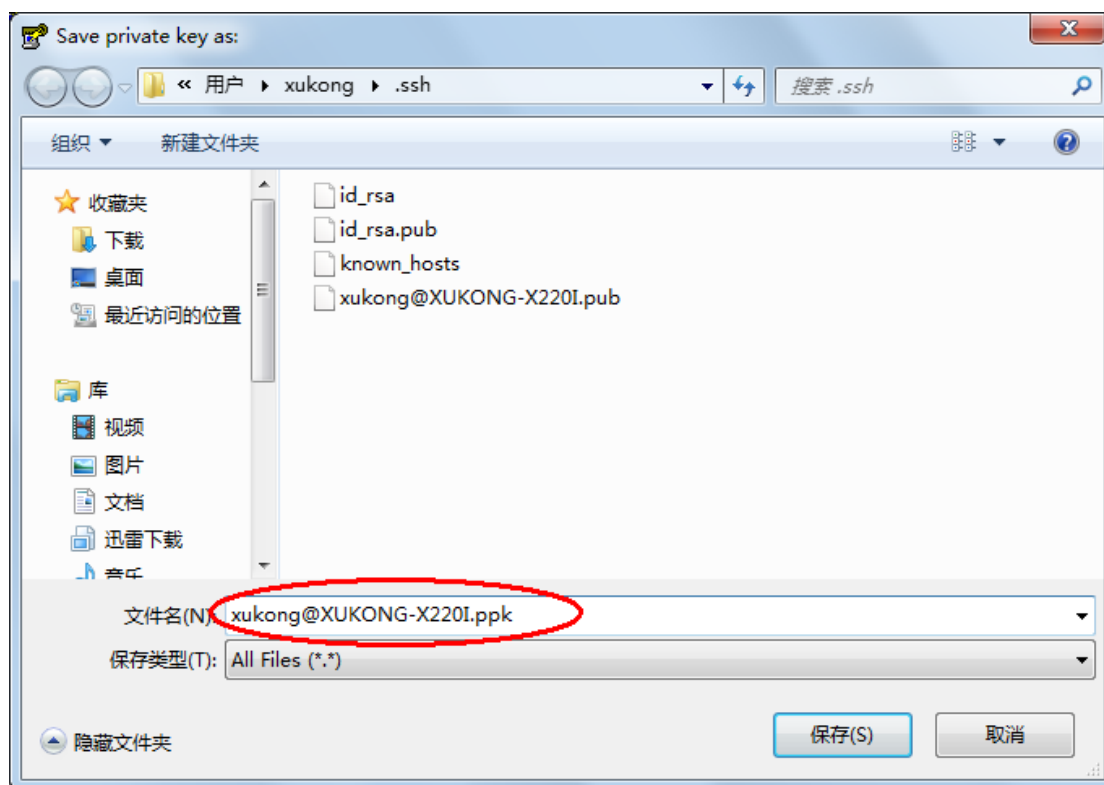 Save private key as:
« 用户 ▸ xukong ▸ .ssh
搜索 .ssh
组织
新建文件夹
收藏夹
下载
桌面
最近访问的位置
库
视频
图片
文档
迅雷下载
音乐
id_rsa
id_rsa.pub
known_hosts
xukong@XUKONG-X220I.pub
文件名(N): xukong@XUKONG-X220I.ppk
保存类型(T): All Files (*.*)
隐藏文件夹
保存(S)
取消